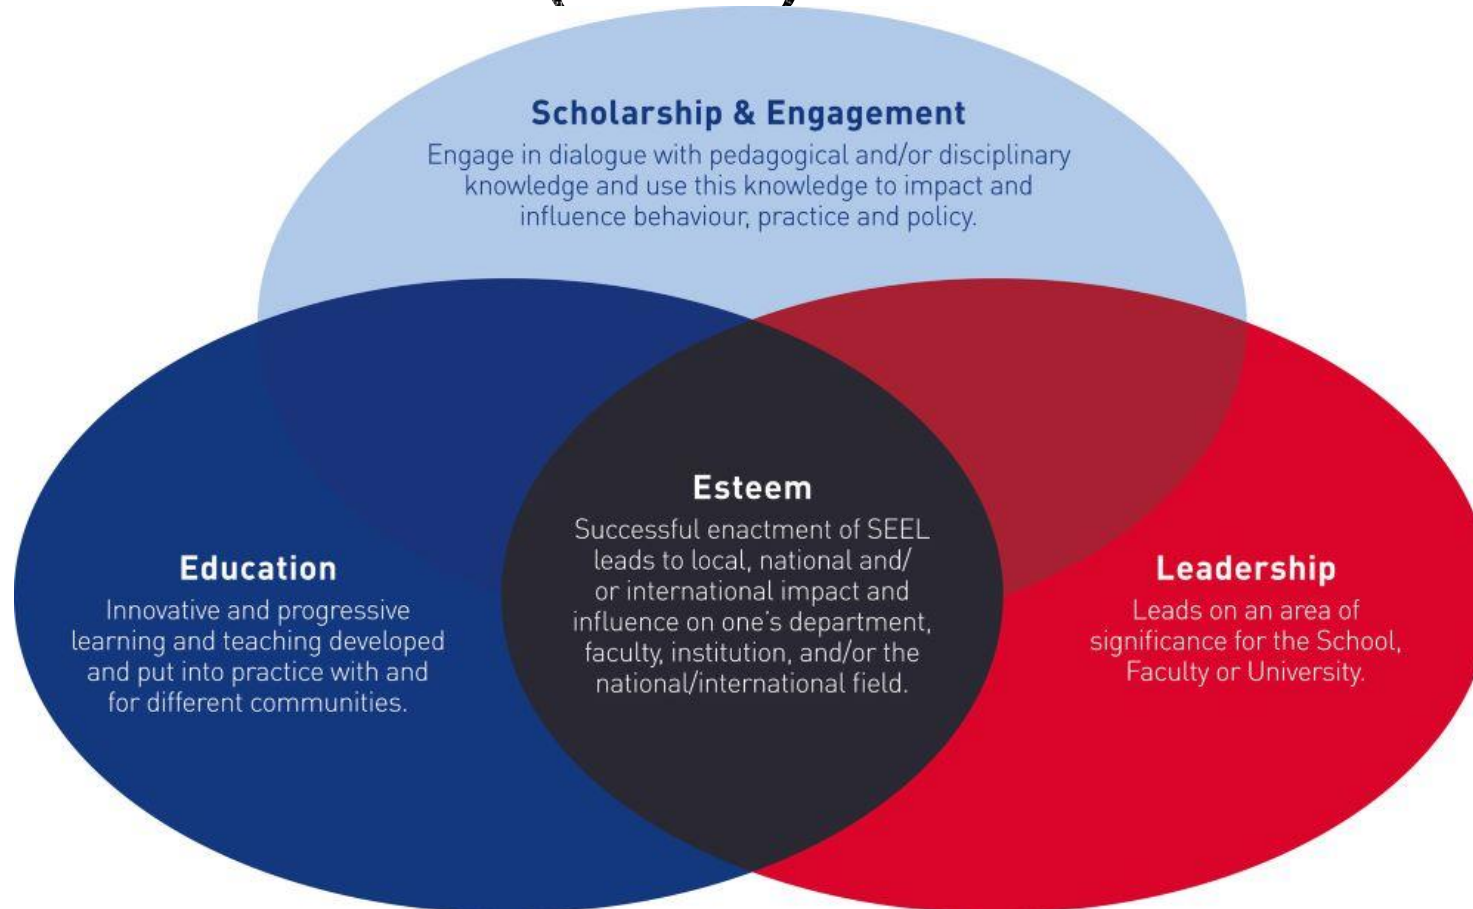 Scholarship & Engagement
Engage in dialogue with pedagogical and/or disciplinary
knowledge and use this knowledge to impact and
influence behaviour, practice and policy.
Esteem
Successful enactment of SEEL
leads to local, national and/
or international impact and
influence on one's department,
faculty, institution, and/or the
national/international field.
Education
Innovative and progressive
learning and teaching developed
and put into practice with and
for different communities.
Leadership
Leads on an area of
significance for the School,
Faculty or University.